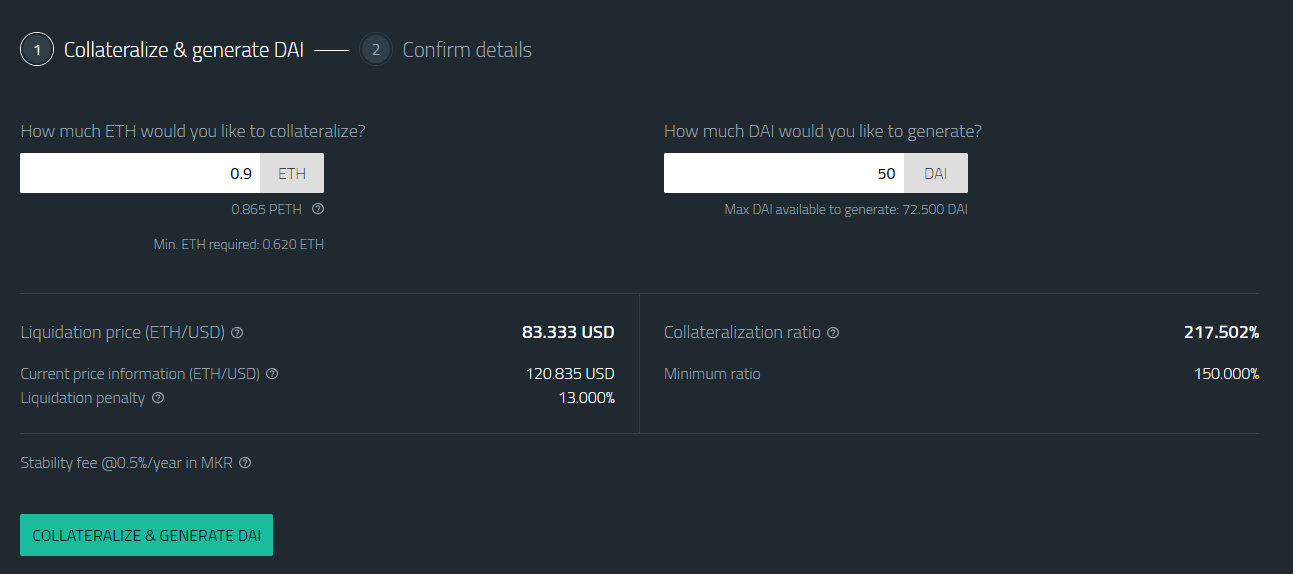 1 Collateralize & generate DAI 2 Confirm details
How much ETH would you like to collateralize? How much DAI would you like to generate?
0.9 ETH 50 DAI
0.865 PETH ? Max DAI available to generate: 72.500 DAI
Min. ETH required: 0.620 ETH
Liquidation price (ETH/USD) ? 83.333 USD Collateralization ratio ? 217.502%
Current price information (ETH/USD) ? 120.835 USD Minimum ratio 150.000%
Liquidation penalty ? 13.000%
Stability fee @0.5%/year in MKR ?
COLLATERALIZE & GENERATE DAI